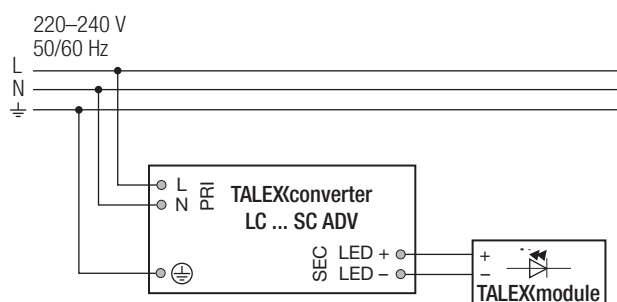 220–240 V
50/60 Hz
L
N
L
N
PRI
TALEXconverter
LC ... SC ADV
SEC
LED +
LED –
+
–
TALEXmodule